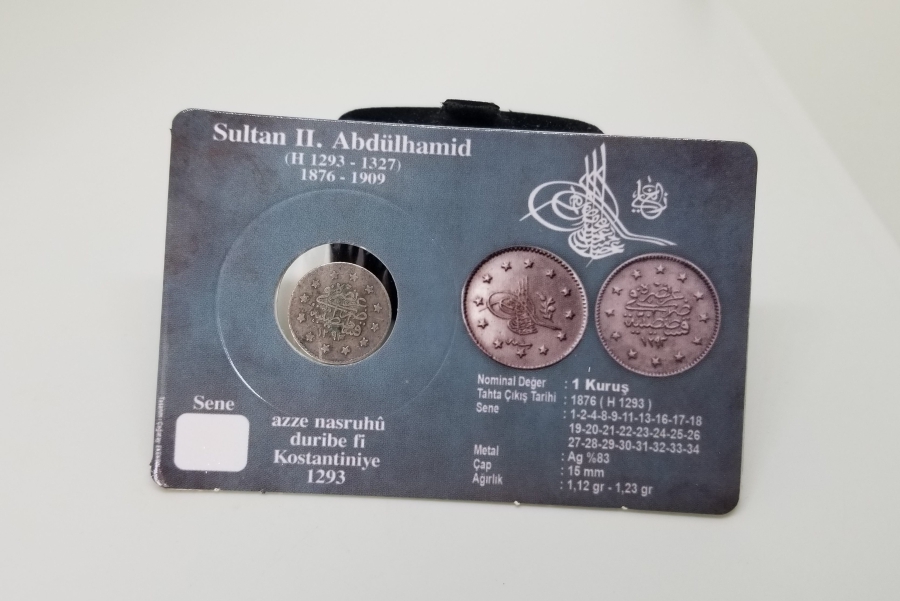 Sultan II. Abdülhamid
(H 1293 - 1327)
1876 - 1909
Sene
azze nasruhû
duribe fî
Kostantiniye
1293
Nominal Değer : 1 Kuruş
Tahta Çıkış Tarihi : 1876 ( H 1293 )
Sene : 1-2-4-8-9-11-13-16-17-18
19-20-21-22-23-24-25-26
27-28-29-30-31-32-33-34
Metal : Ag %83
Çap : 15 mm
Ağırlık : 1,12 gr - 1,23 gr